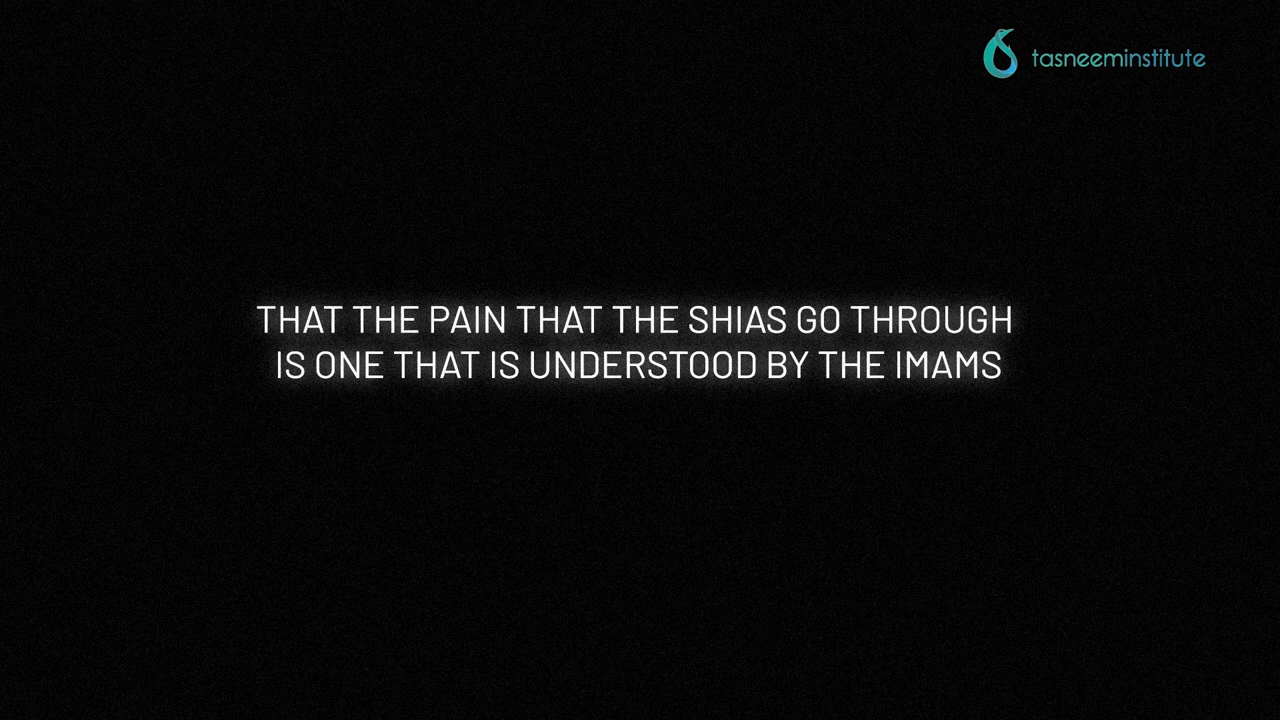 tasneeminstitute
THAT THE PAIN THAT THE SHIAS GO THROUGH
IS ONE THAT IS UNDERSTOOD BY THE IMAMS